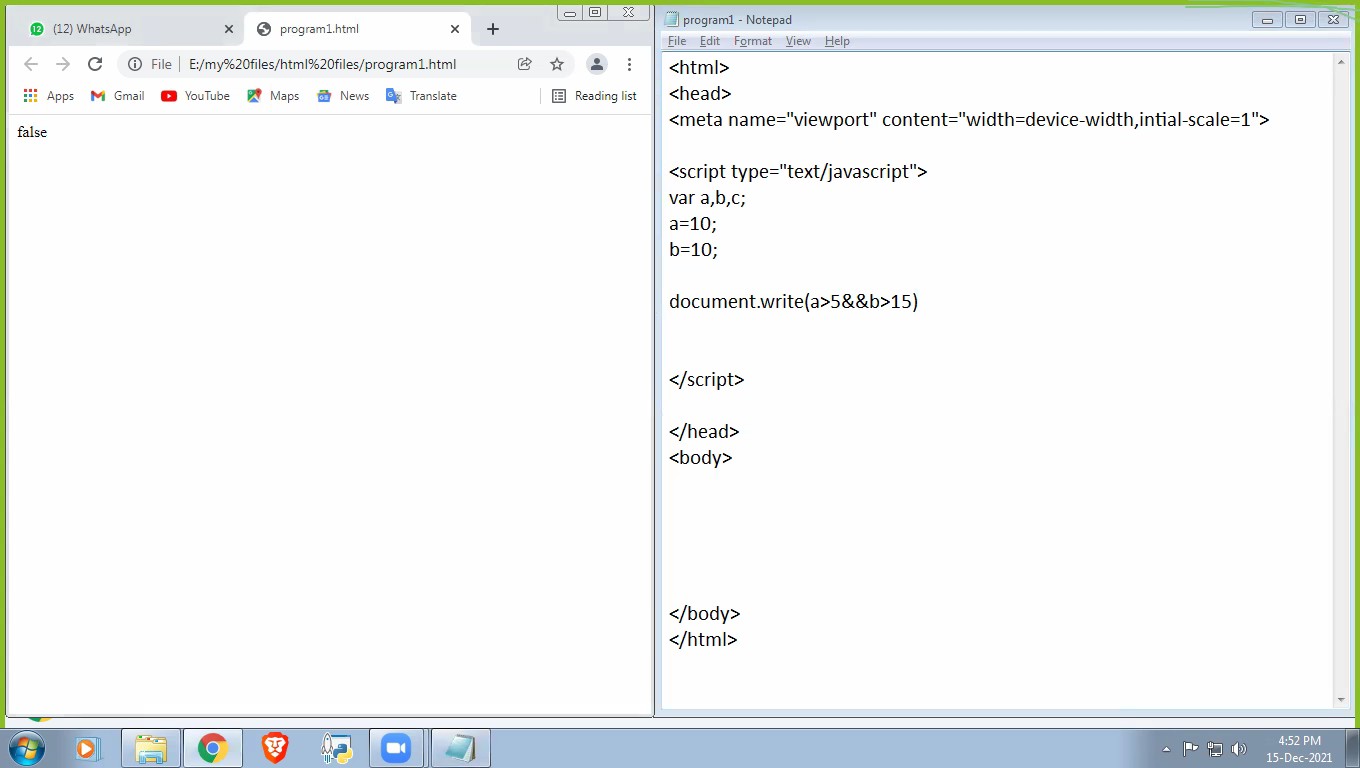 (12) WhatsApp
program1.html
File
E:/my%20files/html%20files/program1.html
Apps
Gmail
YouTube
Maps
News
Translate
Reading list
false
program1 - Notepad
File Edit Format View Help
<html>
<head>
<meta name="viewport" content="width=device-width,intial-scale=1">
<script type="text/javascript">
var a,b,c;
a=10;
b=10;
document.write(a>5&&b>15)
</script>
</head>
<body>
</body>
</html>
4:52 PM
15-Dec-2021